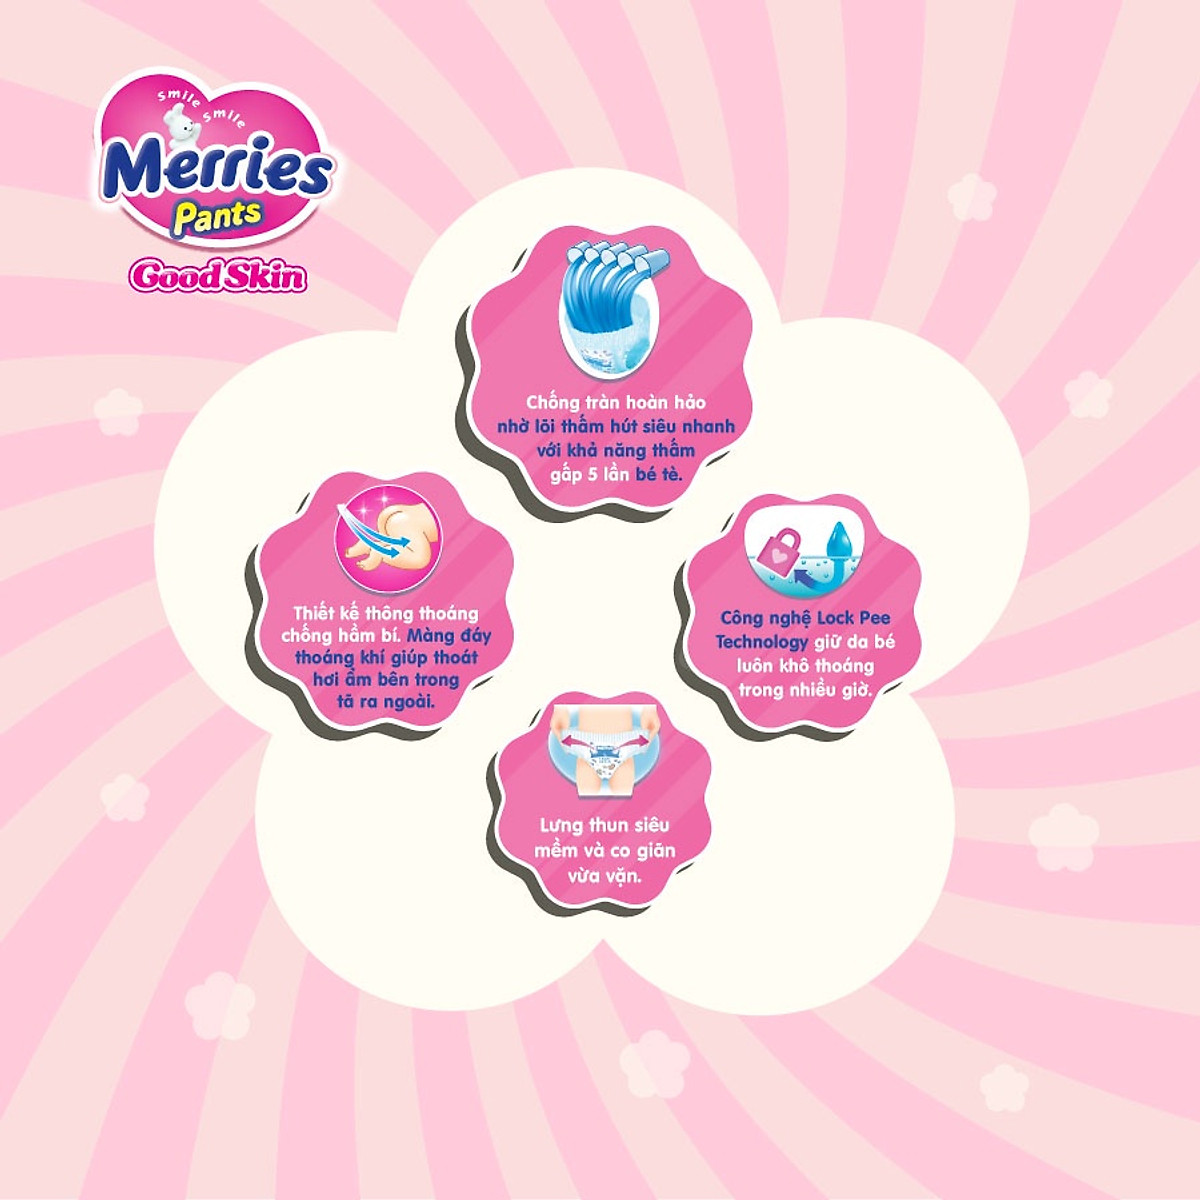 Smile Smile
Merries
Pants
Good Skin
Chống tràn hoàn hảo
nhờ lõi thấm hút siêu nhanh
với khả năng thấm
gấp 5 lần bé tè.
Thiết kế thông thoáng
chống hầm bí. Màng đáy
thoáng khí giúp thoát
hơi ẩm bên trong
tã ra ngoài.
Công nghệ Lock Pee
Technology giữ da bé
luôn khô thoáng
trong nhiều giờ.
Lưng thun siêu
mềm và co giãn
vừa vặn.